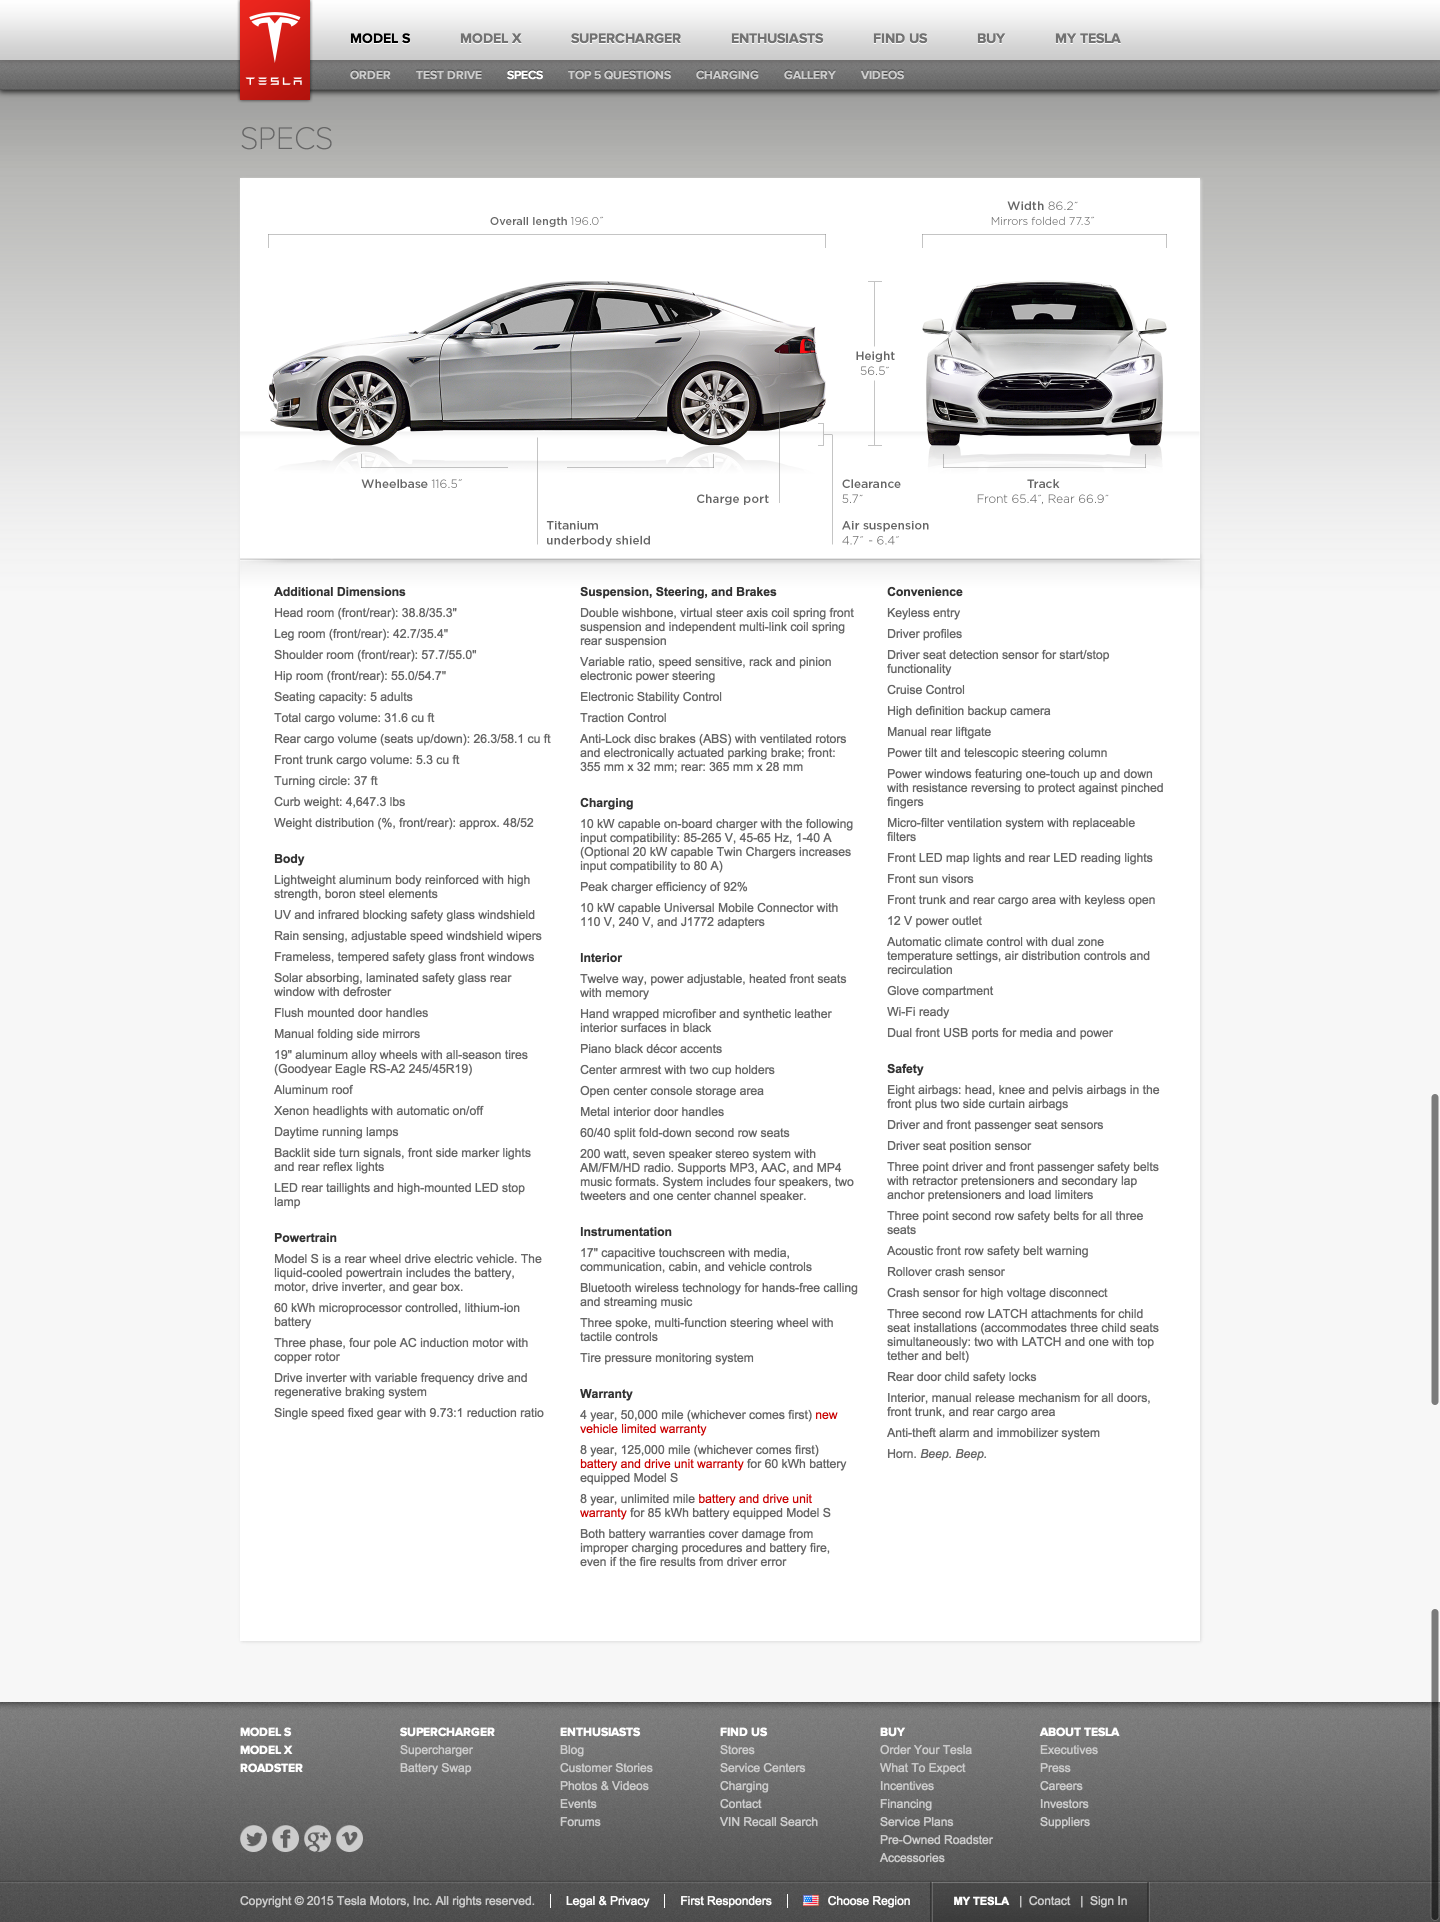 TESLA
MODEL S
MODEL X
SUPERCHARGER
ENTHUSIASTS
FIND US
BUY
MY TESLA
ORDER
TEST DRIVE
SPECS
TOP 5 QUESTIONS
CHARGING
GALLERY
VIDEOS
SPECS
Overall length 196.0˝
Width 86.2˝
Mirrors folded 77.3˝
Height
56.5˝
Wheelbase 116.5˝
Charge port
Titanium
underbody shield
Clearance
5.7˝
Air suspension
4.7˝ - 6.4˝
Track
Front 65.4˝, Rear 66.9˝
Additional Dimensions
Head room (front/rear): 38.8/35.3"
Leg room (front/rear): 42.7/35.4"
Shoulder room (front/rear): 57.7/55.0"
Hip room (front/rear): 55.0/54.7"
Seating capacity: 5 adults
Total cargo volume: 31.6 cu ft
Rear cargo volume (seats up/down): 26.3/58.1 cu ft
Front trunk cargo volume: 5.3 cu ft
Turning circle: 37 ft
Curb weight: 4,647.3 lbs
Weight distribution (%, front/rear): approx. 48/52
Body
Lightweight aluminum body reinforced with high
strength, boron steel elements
UV and infrared blocking safety glass windshield
Rain sensing, adjustable speed windshield wipers
Frameless, tempered safety glass front windows
Solar absorbing, laminated safety glass rear
window with defroster
Flush mounted door handles
Manual folding side mirrors
19" aluminum alloy wheels with all-season tires
(Goodyear Eagle RS-A2 245/45R19)
Aluminum roof
Xenon headlights with automatic on/off
Daytime running lamps
Backlit side turn signals, front side marker lights
and rear reflex lights
LED rear taillights and high-mounted LED stop
lamp
Powertrain
Model S is a rear wheel drive electric vehicle. The
liquid-cooled powertrain includes the battery,
motor, drive inverter, and gear box.
60 kWh microprocessor controlled, lithium-ion
battery
Three phase, four pole AC induction motor with
copper rotor
Drive inverter with variable frequency drive and
regenerative braking system
Single speed fixed gear with 9.73:1 reduction ratio
Suspension, Steering, and Brakes
Double wishbone, virtual steer axis coil spring front
suspension and independent multi-link coil spring
rear suspension
Variable ratio, speed sensitive, rack and pinion
electronic power steering
Electronic Stability Control
Traction Control
Anti-Lock disc brakes (ABS) with ventilated rotors
and electronically actuated parking brake; front:
355 mm x 32 mm; rear: 365 mm x 28 mm
Charging
10 kW capable on-board charger with the following
input compatibility: 85-265 V, 45-65 Hz, 1-40 A
(Optional 20 kW capable Twin Chargers increases
input compatibility to 80 A)
Peak charger efficiency of 92%
10 kW capable Universal Mobile Connector with
110 V, 240 V, and J1772 adapters
Interior
Twelve way, power adjustable, heated front seats
with memory
Hand wrapped microfiber and synthetic leather
interior surfaces in black
Piano black décor accents
Center armrest with two cup holders
Open center console storage area
Metal interior door handles
60/40 split fold-down second row seats
200 watt, seven speaker stereo system with
AM/FM/HD radio. Supports MP3, AAC, and MP4
music formats. System includes four speakers, two
tweeters and one center channel speaker.
Instrumentation
17" capacitive touchscreen with media,
communication, cabin, and vehicle controls
Bluetooth wireless technology for hands-free calling
and streaming music
Three spoke, multi-function steering wheel with
tactile controls
Tire pressure monitoring system
Warranty
4 year, 50,000 mile (whichever comes first) new
vehicle limited warranty
8 year, 125,000 mile (whichever comes first)
battery and drive unit warranty for 60 kWh battery
equipped Model S
8 year, unlimited mile battery and drive unit
warranty for 85 kWh battery equipped Model S
Both battery warranties cover damage from
improper charging procedures and battery fire,
even if the fire results from driver error
Convenience
Keyless entry
Driver profiles
Driver seat detection sensor for start/stop
functionality
Cruise Control
High definition backup camera
Manual rear liftgate
Power tilt and telescopic steering column
Power windows featuring one-touch up and down
with resistance reversing to protect against pinched
fingers
Micro-filter ventilation system with replaceable
filters
Front LED map lights and rear LED reading lights
Front sun visors
Front trunk and rear cargo area with keyless open
12 V power outlet
Automatic climate control with dual zone
temperature settings, air distribution controls and
recirculation
Glove compartment
Wi-Fi ready
Dual front USB ports for media and power
Safety
Eight airbags: head, knee and pelvis airbags in the
front plus two side curtain airbags
Driver and front passenger seat sensors
Driver seat position sensor
Three point driver and front passenger safety belts
with retractor pretensioners and secondary lap
anchor pretensioners and load limiters
Three point second row safety belts for all three
seats
Acoustic front row safety belt warning
Rollover crash sensor
Crash sensor for high voltage disconnect
Three second row LATCH attachments for child
seat installations (accommodates three child seats
simultaneously: two with LATCH and one with top
tether and belt)
Rear door child safety locks
Interior, manual release mechanism for all doors,
front trunk, and rear cargo area
Anti-theft alarm and immobilizer system
Horn. Beep. Beep.
MODEL S
MODEL X
ROADSTER
SUPERCHARGER
Supercharger
Battery Swap
ENTHUSIASTS
Blog
Customer Stories
Photos & Videos
Events
Forums
FIND US
Stores
Service Centers
Charging
Contact
VIN Recall Search
BUY
Order Your Tesla
What To Expect
Incentives
Financing
Service Plans
Pre-Owned Roadster
Accessories
ABOUT TESLA
Executives
Press
Careers
Investors
Suppliers
Copyright © 2015 Tesla Motors, Inc. All rights reserved. | Legal & Privacy | First Responders | Choose Region
MY TESLA | Contact | Sign In